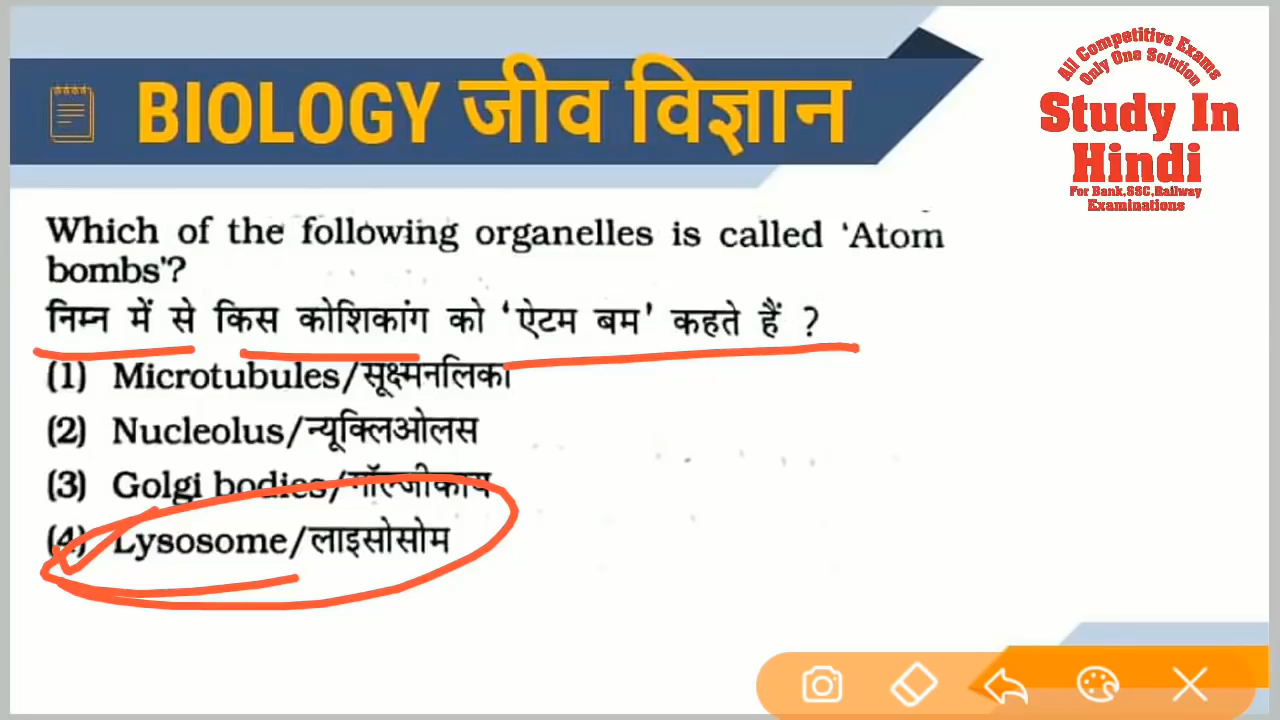 BIOLOGY जीव विज्ञान
All Competitive Exams
Only One Solution
Study In
Hindi
For Bank,SSC,Railway
Examinations
Which of the following organelles is called ‘Atom
bombs’?
निम्न में से किस कोशिकांग को ‘ऐटम बम’ कहते हैं ?
(1) Microtubules/सूक्ष्मनलिका
(2) Nucleolus/न्यूक्लिओलस
(3) Golgi bodies/गॉल्जीकाय
(4) Lysosome/लाइसोसोम